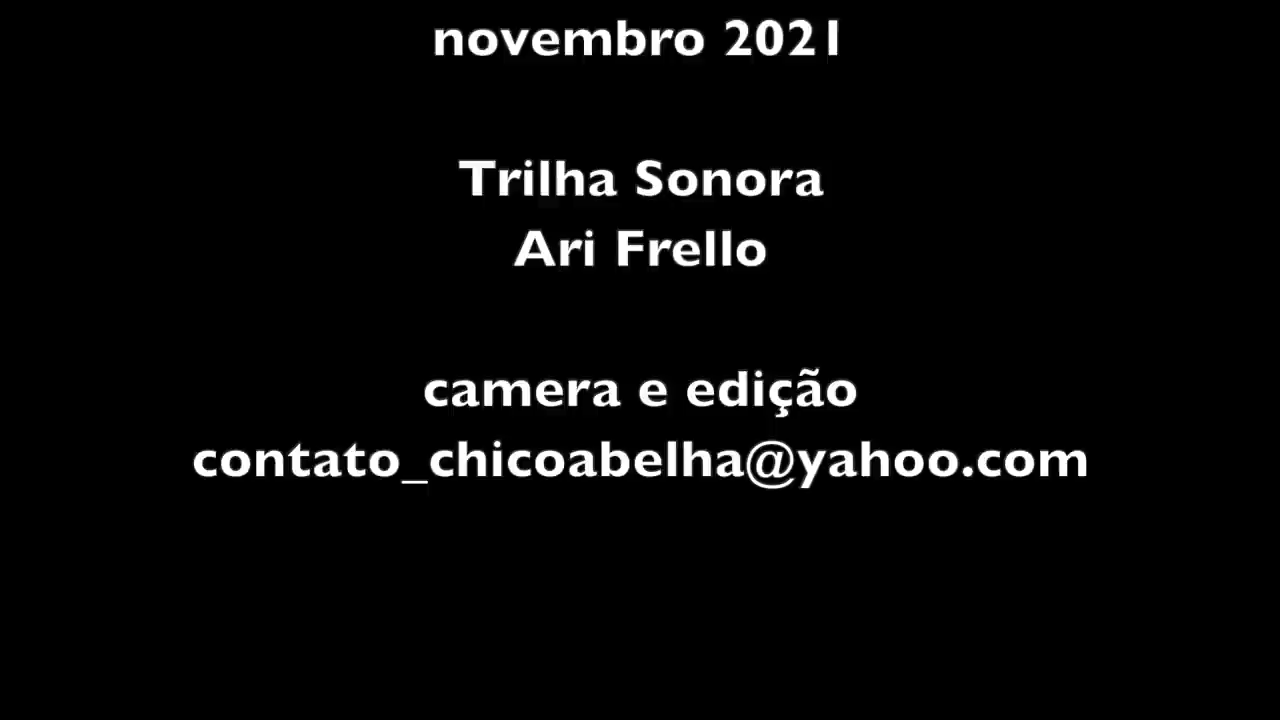 novembro 2021
Trilha Sonora
Ari Frello
camera e edição
contato_chicoabelha@yahoo.com